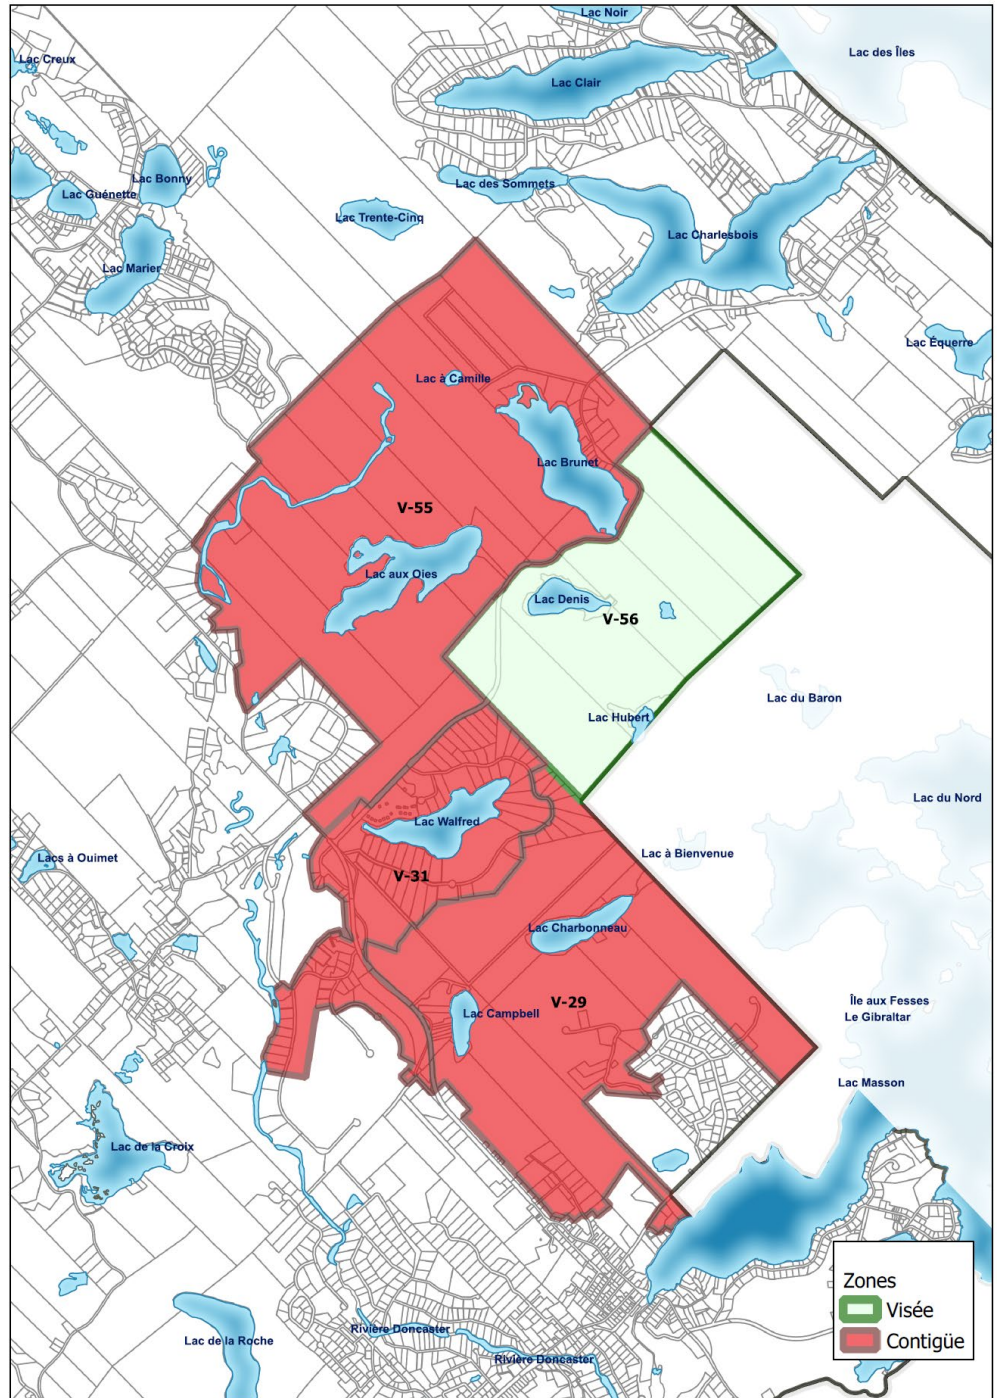 Lac Noir
Lac des Îles
Lac Creux
Lac Clair
Lac Bonny
Lac des Sommets
Lac Guénette
Lac Trente-Cinq
Lac Charlesbois
Lac Marier
Lac Équerre
Lac à Camille
Lac Brunet
V-55
Lac aux Oies
Lac Denis
V-56
Lac du Baron
Lac Hubert
Lac du Nord
Lac Walfred
Lacs à Ouimet
Lac à Bienvenue
V-31
Lac Charbonneau
V-29
Île aux Fesses
Le Gibraltar
Lac Campbell
Lac Masson
Lac de la Croix
Zones
Visée
Contigüe
Rivière Doncaster
Lac de la Roche
Rivière Doncaster